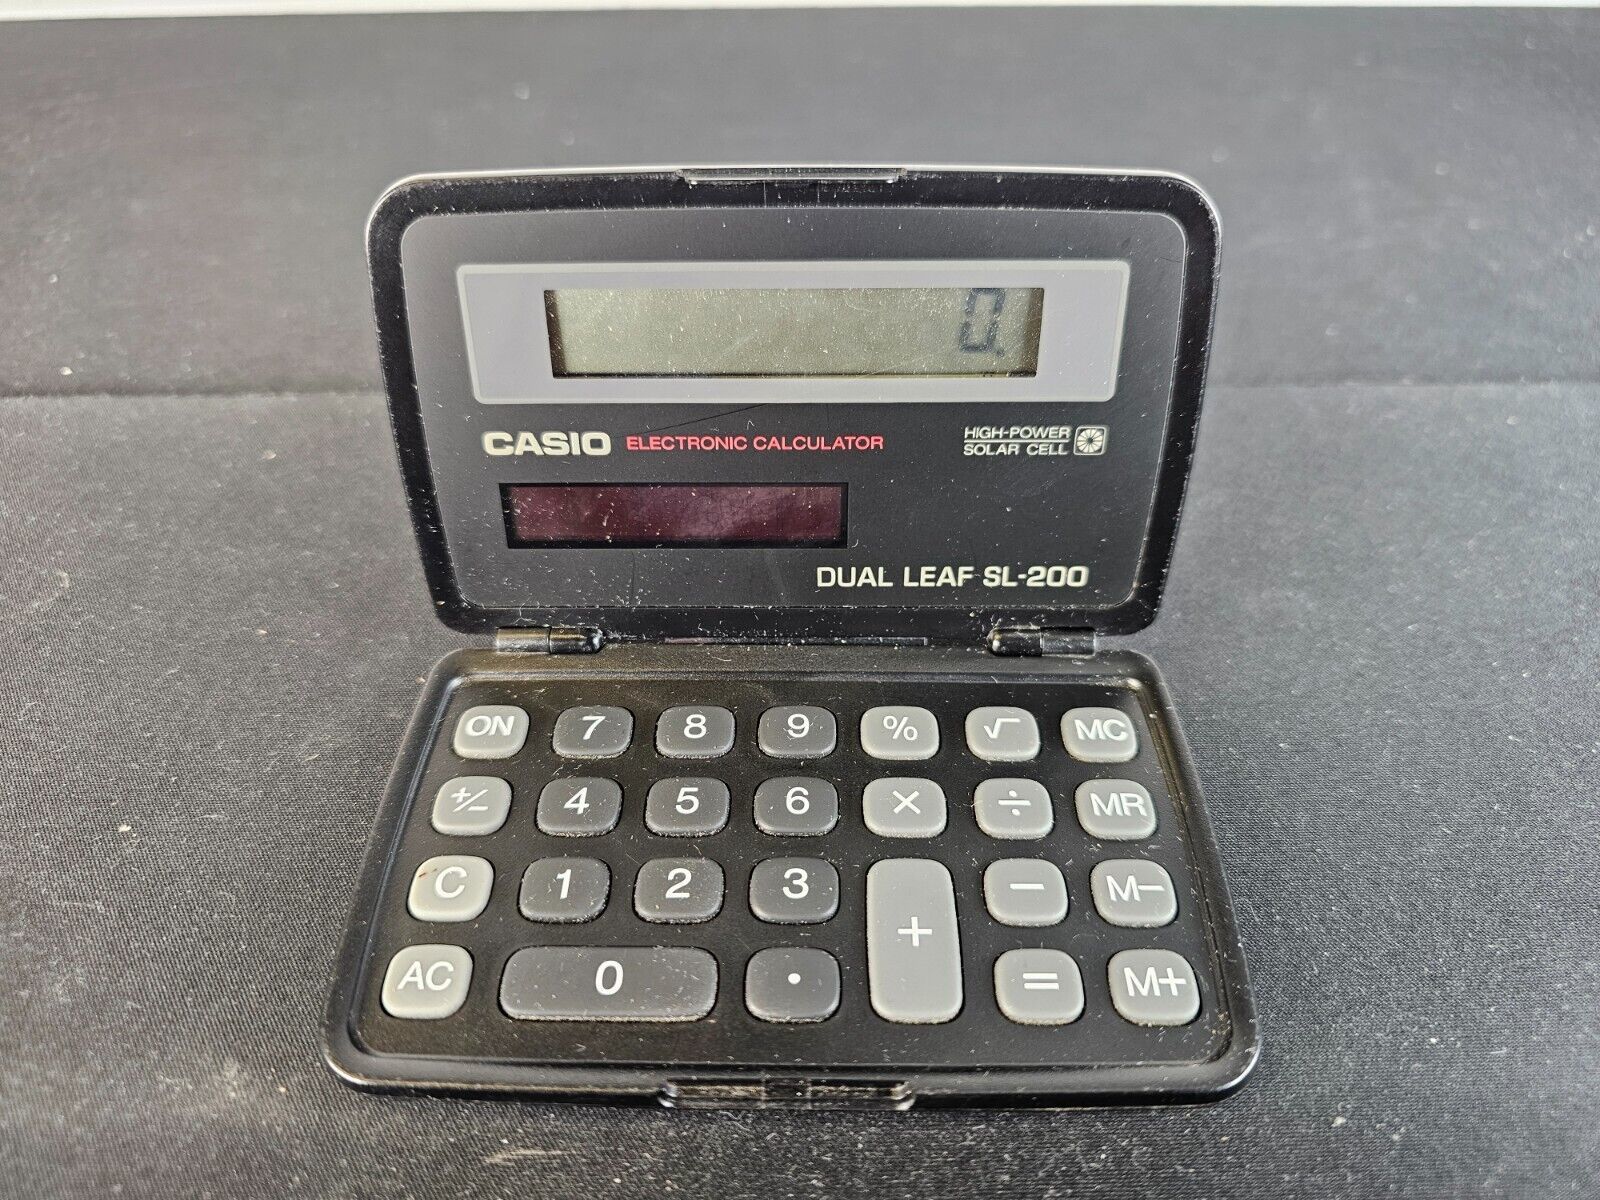 0.
CASIO ELECTRONIC CALCULATOR
HIGH-POWER
SOLAR CELL
DUAL LEAF SL-200
ON 7 8 9 % √ MC
+/− 4 5 6 × ÷ MR
C 1 2 3 + − M−
AC 0 . = M+